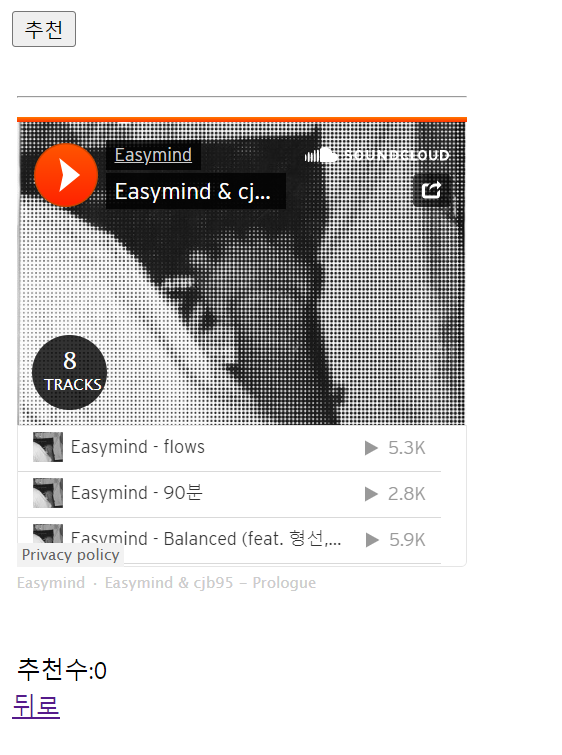 추천
Easymind
SOUNDCLOUD
Easymind & cj...
8
TRACKS
Easymind - flows 5.3K
Easymind - 90분 2.8K
Easymind - Balanced (feat. 형선,... 5.9K
Privacy policy
Easymind · Easymind & cjb95 – Prologue
추천수:0
뒤로